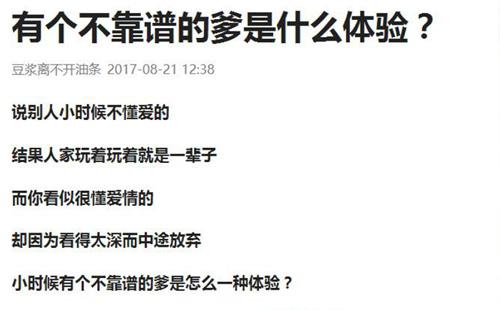 有个不靠谱的爹是什么体验？
豆浆离不开油条 2017-08-21 12:38
说别人小时候不懂爱的
结果人家玩着玩着就是一辈子
而你看似很懂爱情的
却因为看得太深而中途放弃
小时候有个不靠谱的爹是怎么一种体验？